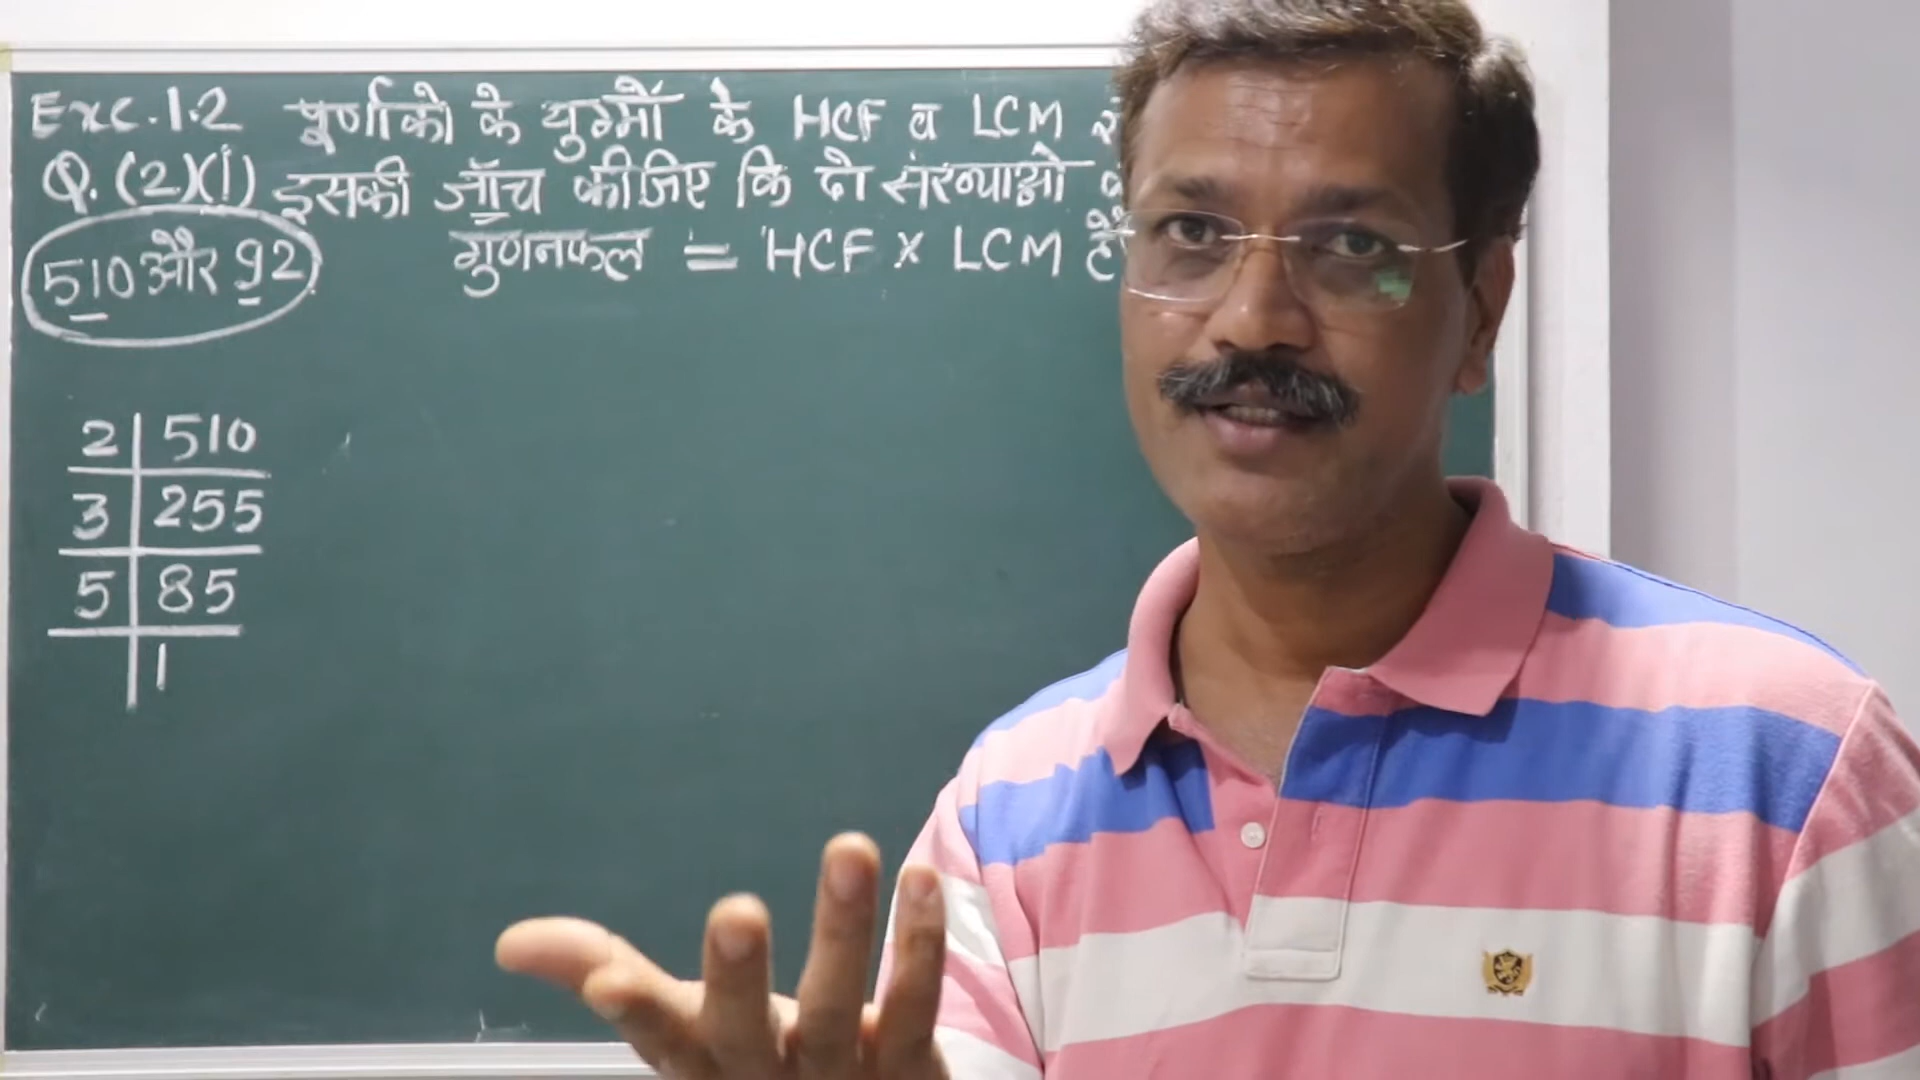 Exc. 1.2 पूर्णाको के युग्मों के HCF व LCM
Q. (2)(i) इसकी जाँच कीजिए कि दो संख्याओ
510 और 92 गुणनफल = HCF × LCM है
2 | 510
3 | 255
5 | 85
1